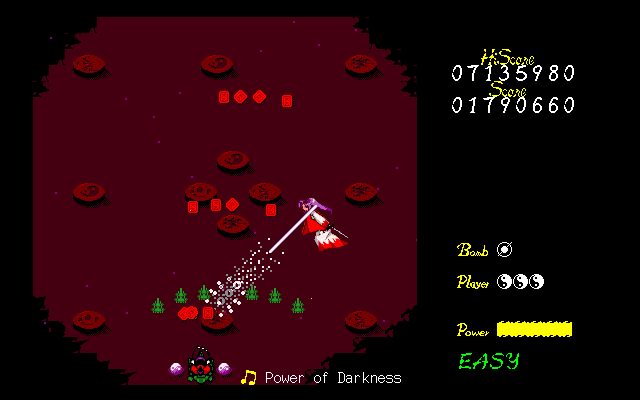 HiScore
07135980
Score
01790660
Bomb
Player
Power
EASY
♫ Power of Darkness